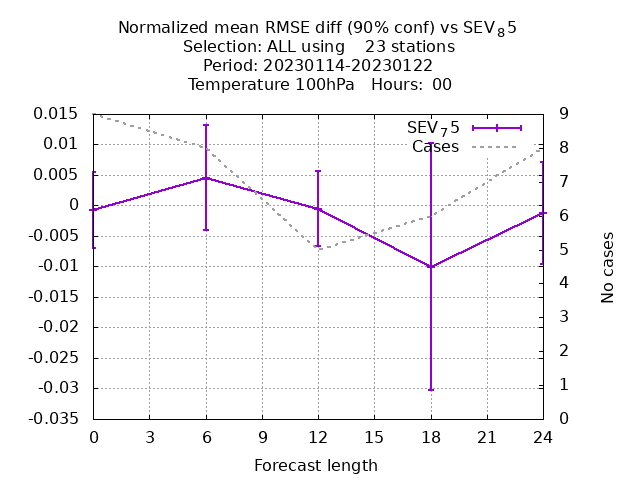 Normalized mean RMSE diff (90% conf) vs SEV₈5
Selection: ALL using    23 stations
Period: 20230114-20230122
Temperature 100hPa   Hours:  00
SEV₇5
Cases
0.015
0.01
0.005
0
-0.005
-0.01
-0.015
-0.02
-0.025
-0.03
-0.035
9
8
7
6
5
4
3
2
1
0
No cases
0 3 6 9 12 15 18 21 24
Forecast length